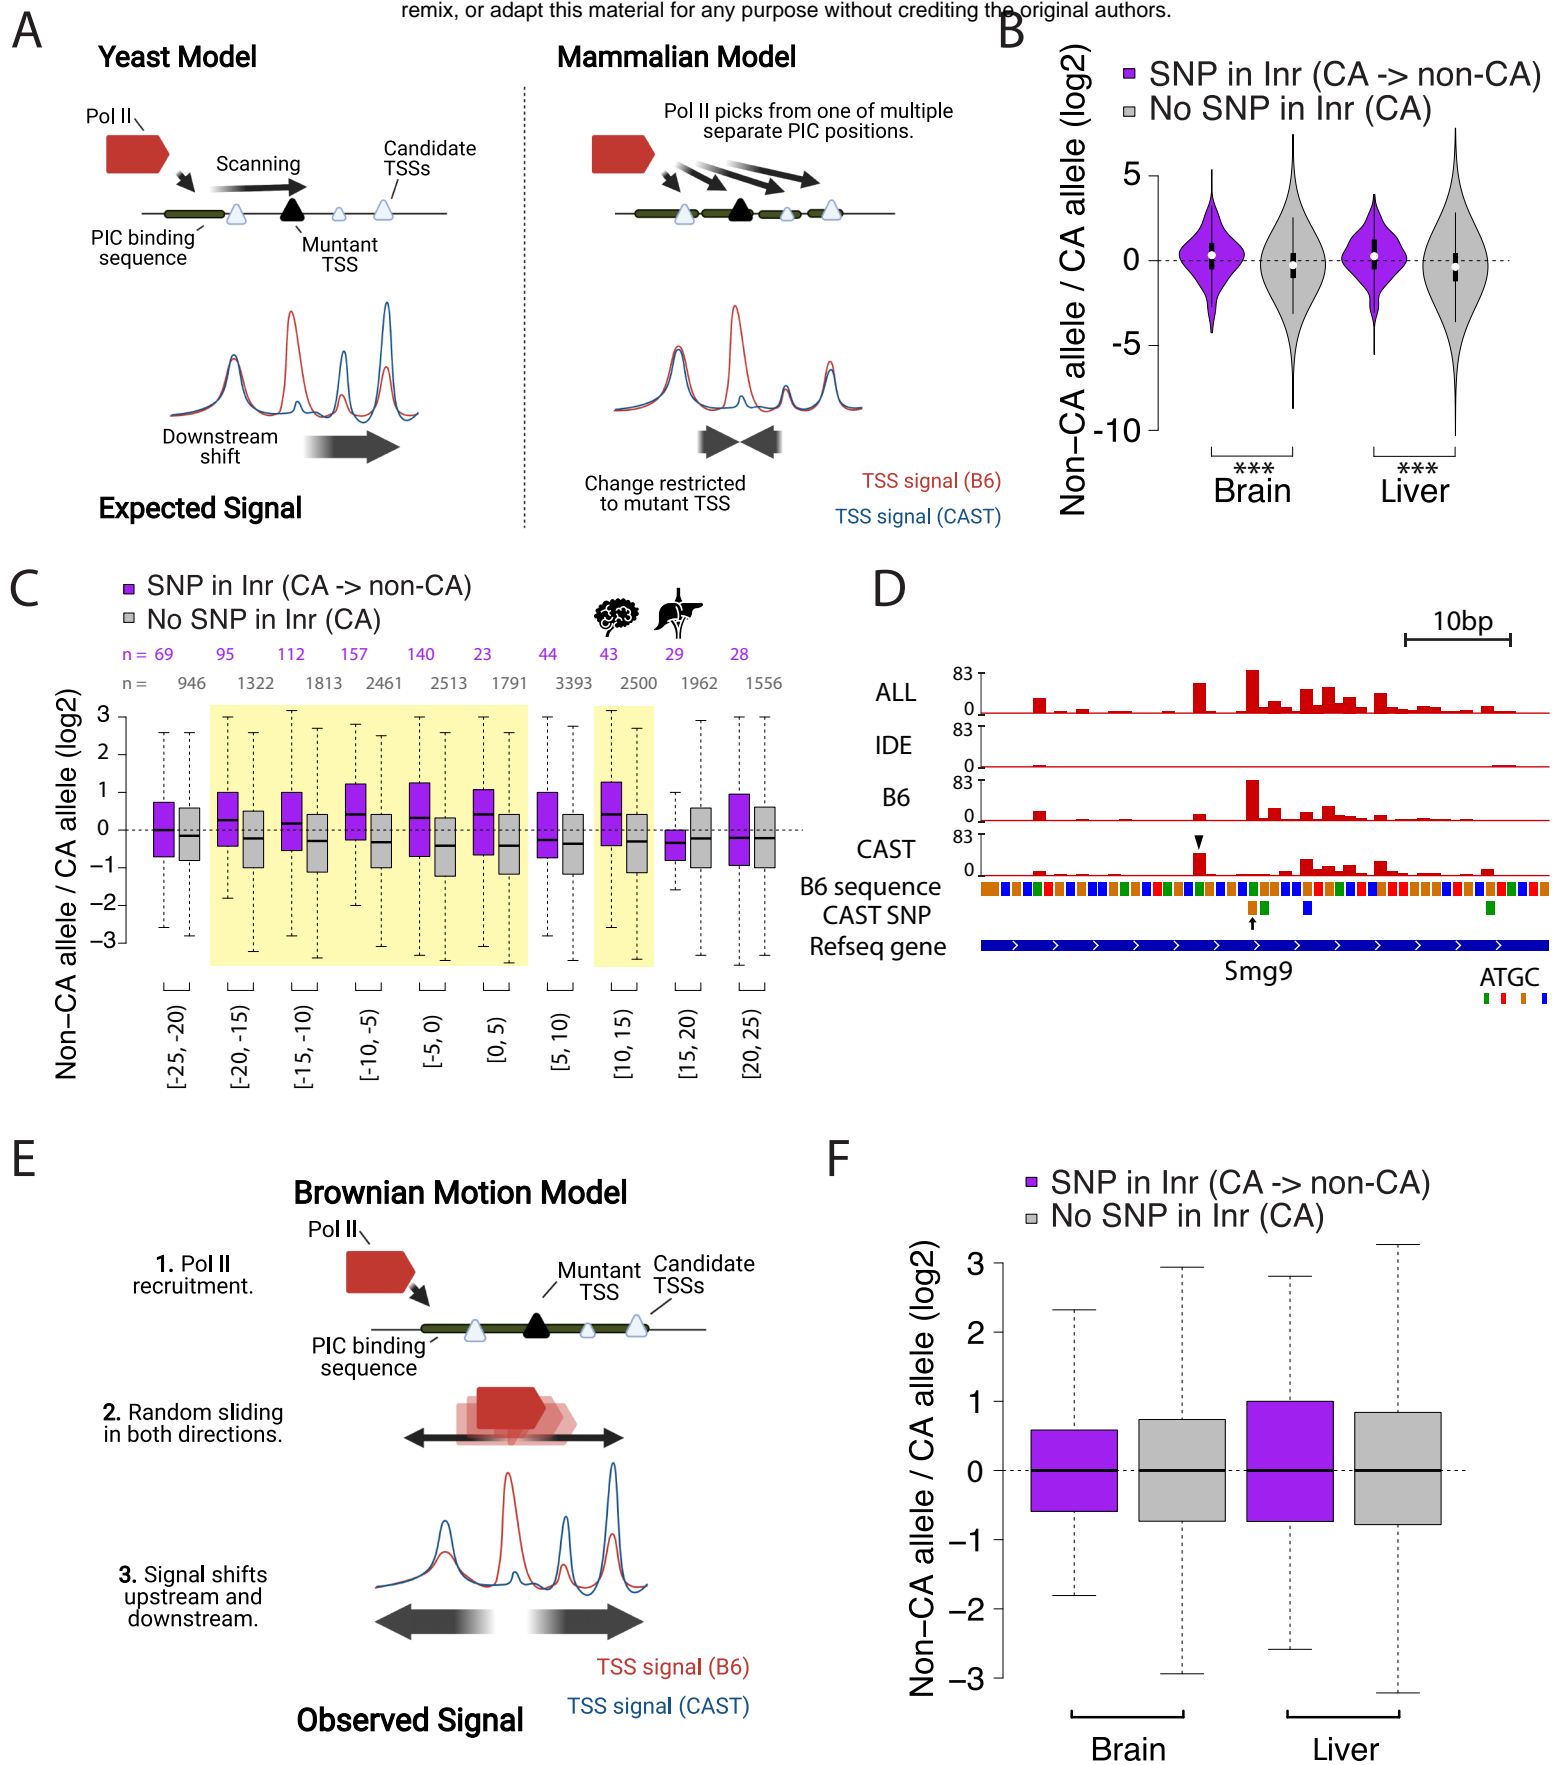 remix, or adapt this material for any purpose without crediting the original authors.
A
Yeast Model
Pol II
Scanning
Candidate
TSSs
PIC binding
sequence
Muntant
TSS
Downstream
shift
Expected Signal
Mammalian Model
Pol II picks from one of multiple
separate PIC positions.
Change restricted
to mutant TSS
TSS signal (B6)
TSS signal (CAST)
B
SNP in Inr (CA -> non-CA)
No SNP in Inr (CA)
Non-CA allele / CA allele (log2)
5
0
-5
-10
*** ***
Brain Liver
C
SNP in Inr (CA -> non-CA)
No SNP in Inr (CA)
n = 69 95 112 157 140 23 44 43 29 28
n = 946 1322 1813 2461 2513 1791 3393 2500 1962 1556
Non-CA allele / CA allele (log2)
3
2
1
0
-1
-2
-3
[-25, -20) [-20, -15) [-15, -10) [-10, -5) [-5, 0) [0, 5) [5, 10) [10, 15) [15, 20) [20, 25)
D
10bp
ALL 83
0
IDE 83
0
B6 83
0
CAST 83
0
B6 sequence
CAST SNP
Refseq gene
Smg9
ATGC
E
Brownian Motion Model
Pol II
1. Pol II
recruitment.
Muntant
TSS
Candidate
TSSs
PIC binding
sequence
2. Random sliding
in both directions.
3. Signal shifts
upstream and
downstream.
TSS signal (B6)
TSS signal (CAST)
Observed Signal
F
SNP in Inr (CA -> non-CA)
No SNP in Inr (CA)
Non-CA allele / CA allele (log2)
3
2
1
0
-1
-2
-3
Brain Liver